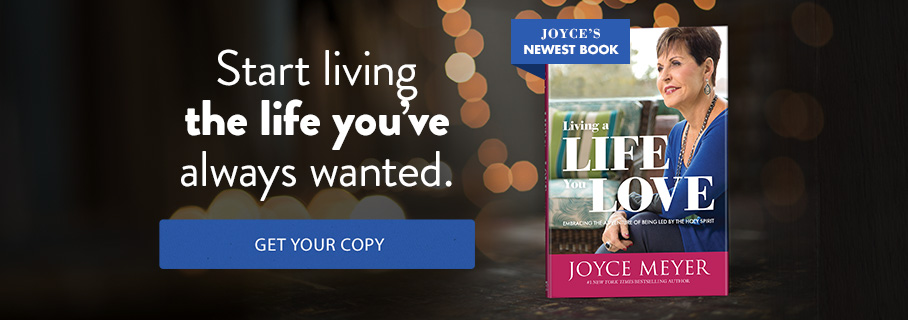 Start living
the life you've
always wanted.
GET YOUR COPY
JOYCE'S
NEWEST BOOK
Living a
LIFE
You LOVE
EMBRACING THE ADVENTURE OF BEING LED BY THE HOLY SPIRIT
JOYCE MEYER
#1 NEW YORK TIMES BESTSELLING AUTHOR